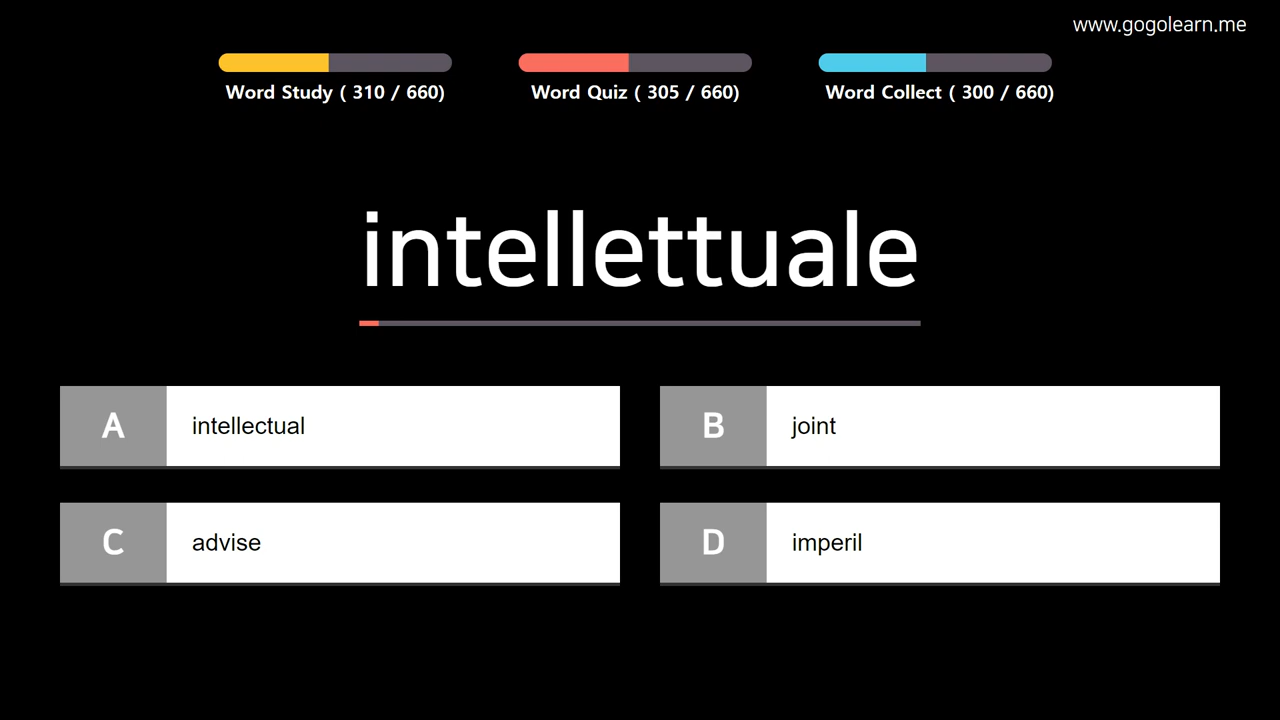 www.gogolearn.me
Word Study ( 310 / 660)
Word Quiz ( 305 / 660)
Word Collect ( 300 / 660)
intellettuale
A intellectual
B joint
C advise
D imperil